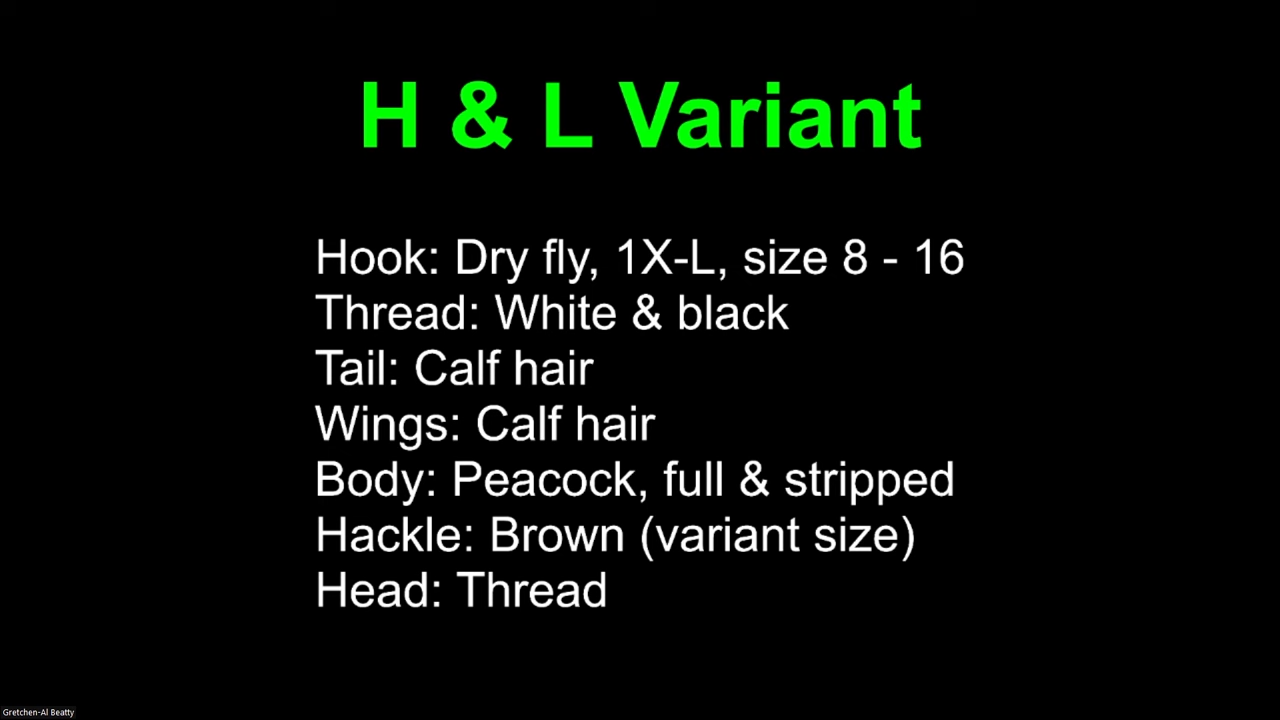 H & L Variant
Hook: Dry fly, 1X-L, size 8 - 16
Thread: White & black
Tail: Calf hair
Wings: Calf hair
Body: Peacock, full & stripped
Hackle: Brown (variant size)
Head: Thread
Gretchen-Al Beatty